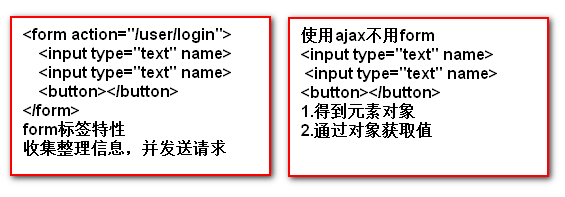 <form action="/user/login">
<input type="text" name>
<input type="text" name>
<button></button>
</form>
form标签特性
收集整理信息，并发送请求
使用ajax不用form
<input type="text" name>
<input type="text" name>
<button></button>
1.得到元素对象
2.通过对象获取值